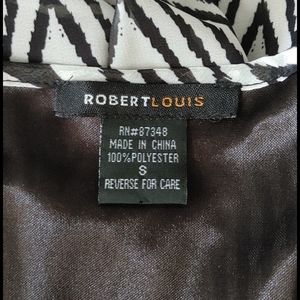 ROBERTLOUIS
RN#87348
MADE IN CHINA
100%POLYESTER
S
REVERSE FOR CARE